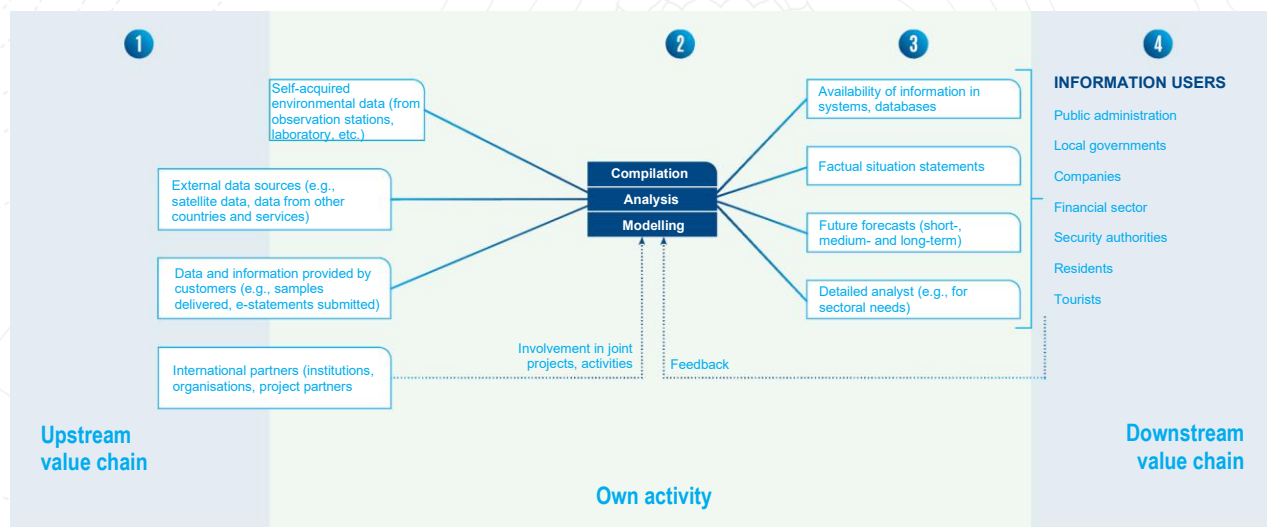 1
2
3
4
Self-acquired
environmental data (from
observation stations,
laboratory, etc.)
External data sources (e.g.,
satellite data, data from other
countries and services)
Data and information provided by
customers (e.g., samples
delivered, e-statements submitted)
International partners (institutions,
organisations, project partners
Upstream
value chain
Compilation
Analysis
Modelling
Involvement in joint
projects, activities
Feedback
Own activity
Availability of information in
systems, databases
Factual situation statements
Future forecasts (short-,
medium- and long-term)
Detailed analyst (e.g., for
sectoral needs)
INFORMATION USERS
Public administration
Local governments
Companies
Financial sector
Security authorities
Residents
Tourists
Downstream
value chain